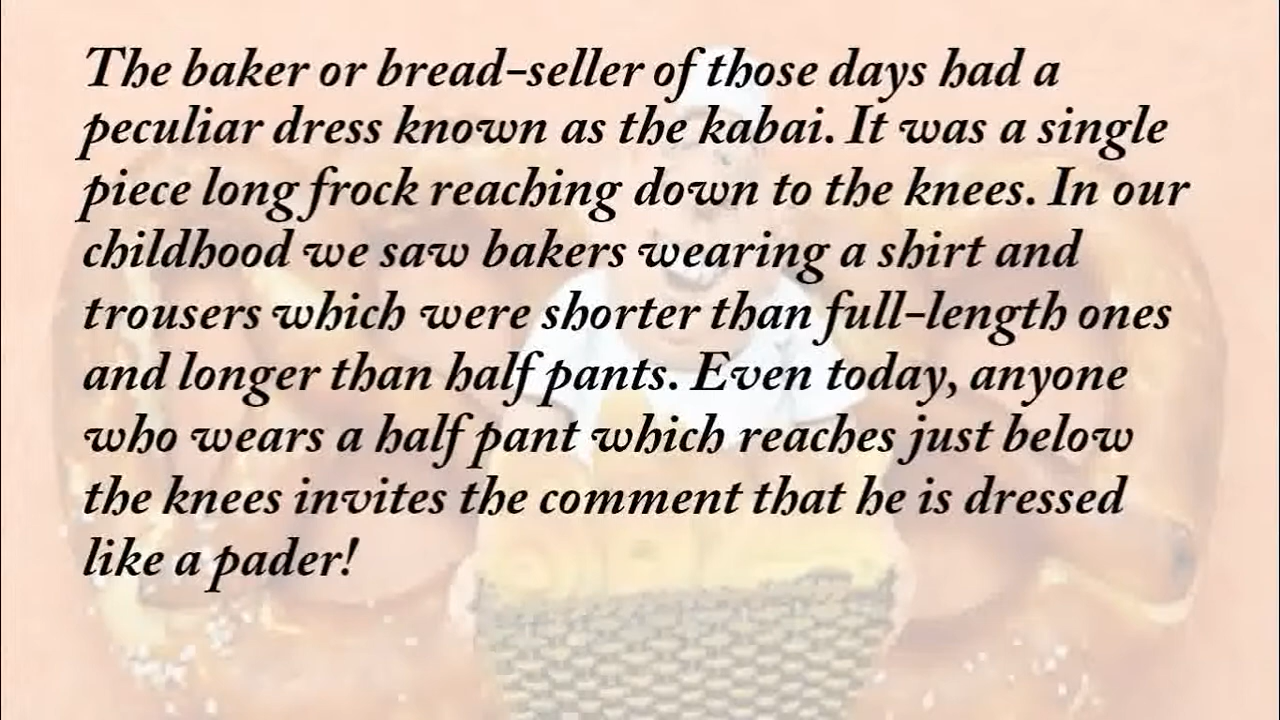 The baker or bread-seller of those days had a
peculiar dress known as the kabai. It was a single
piece long frock reaching down to the knees. In our
childhood we saw bakers wearing a shirt and
trousers which were shorter than full-length ones
and longer than half pants. Even today, anyone
who wears a half pant which reaches just below
the knees invites the comment that he is dressed
like a pader!